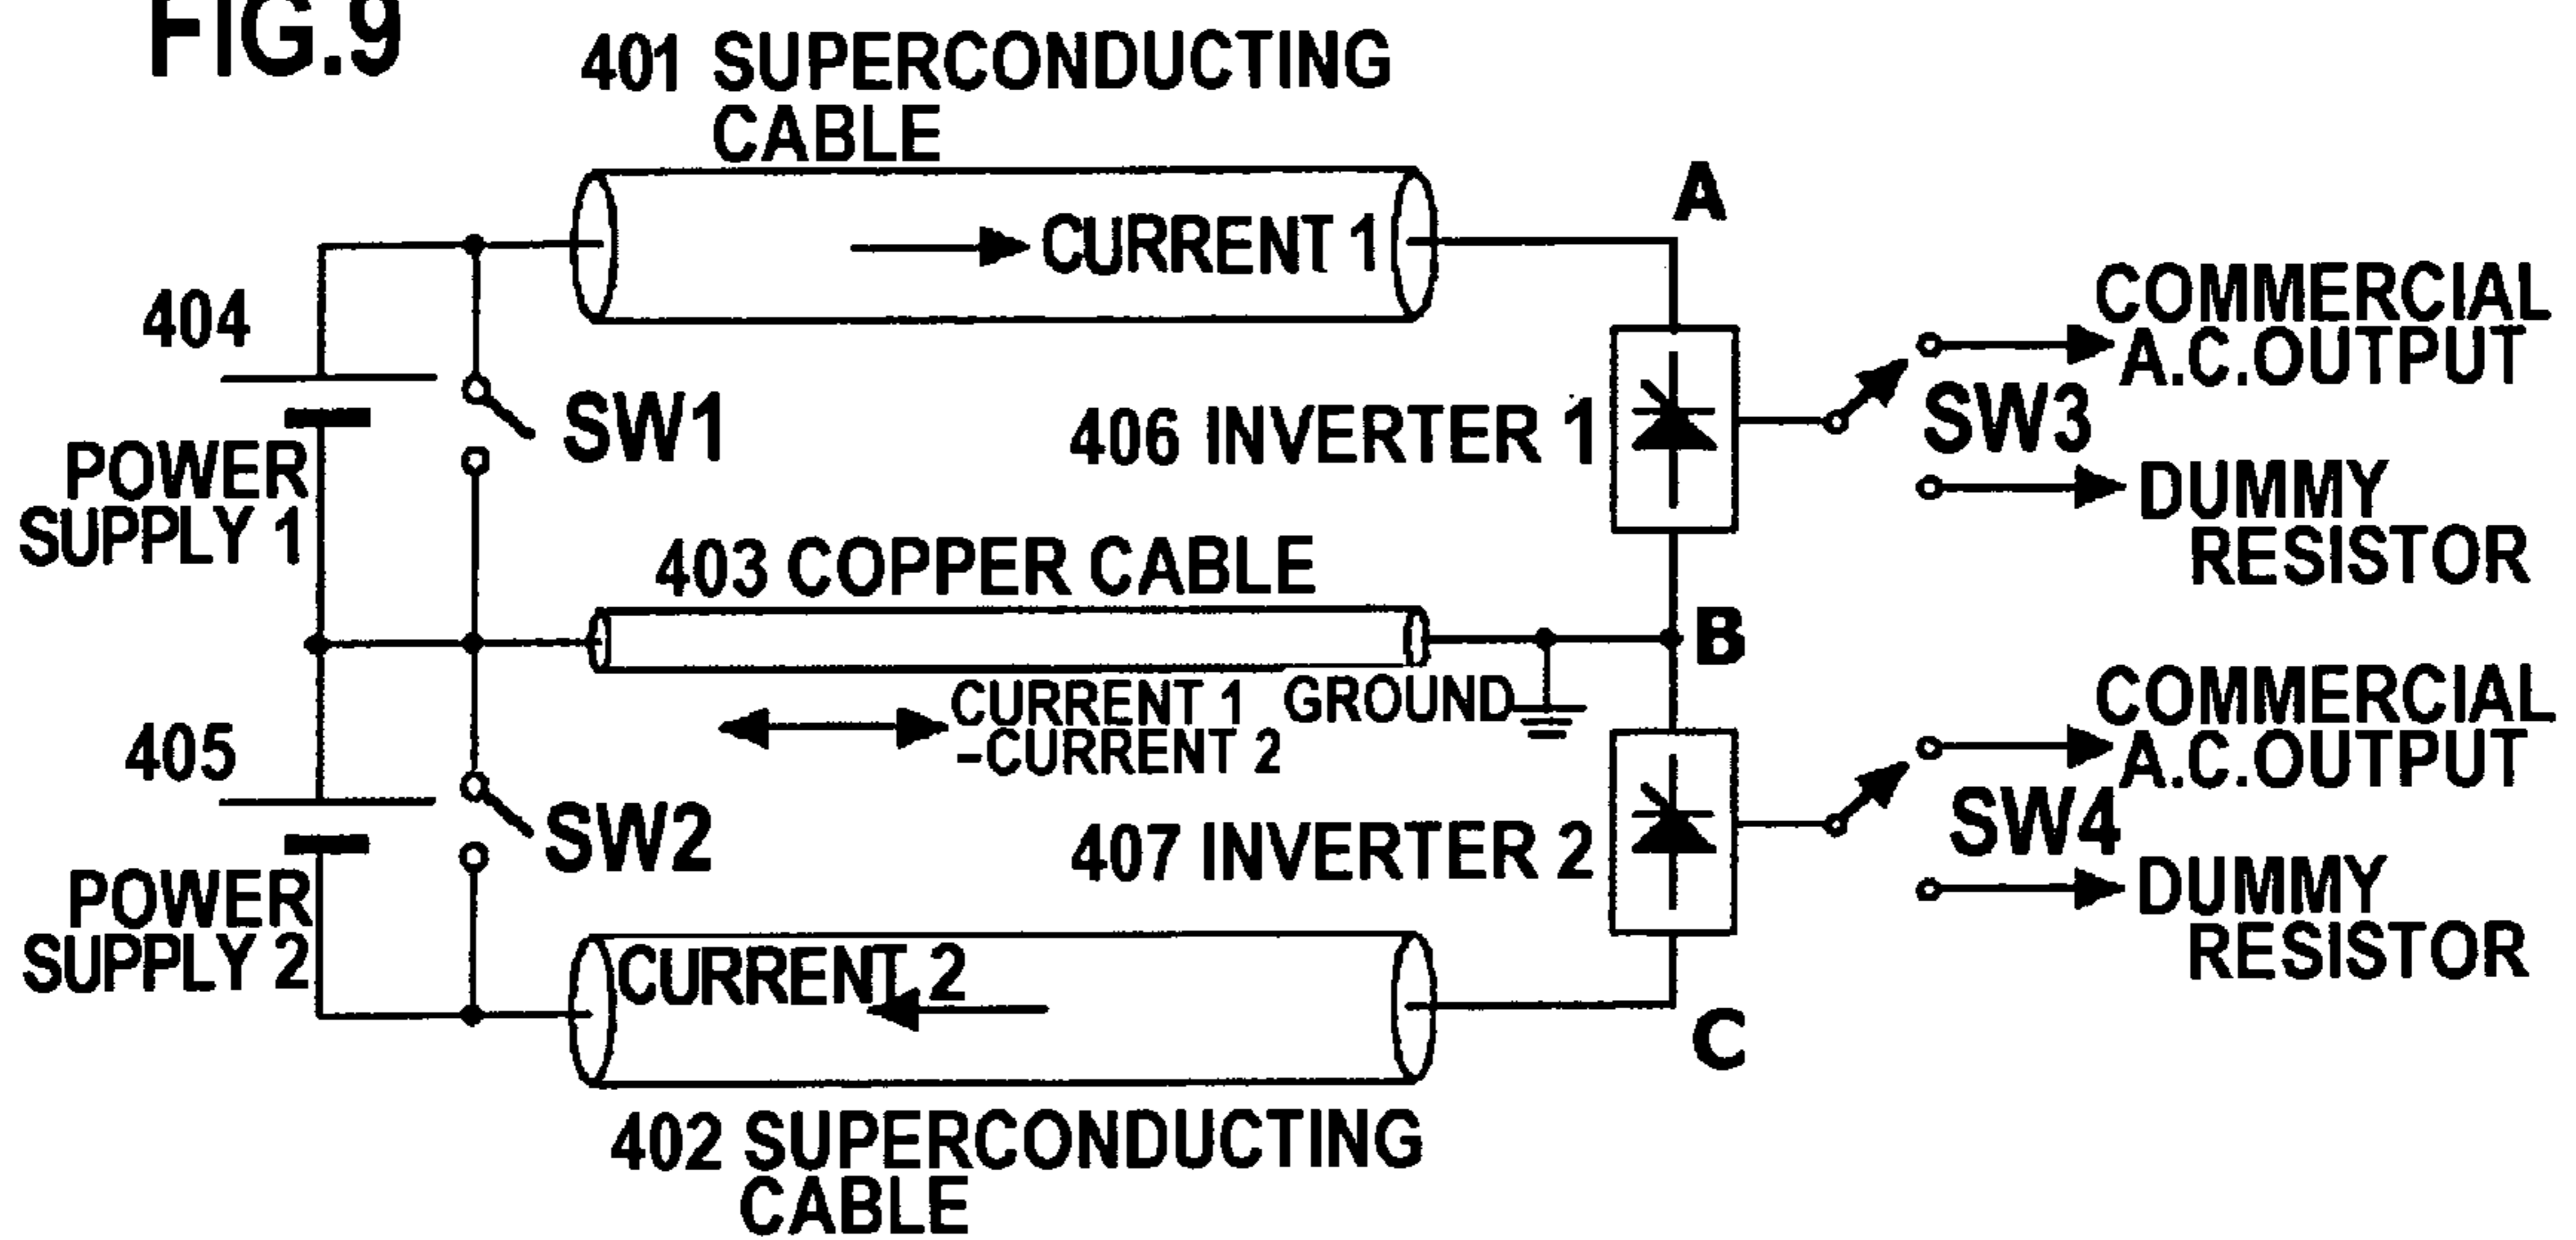 FIG.9
401 SUPERCONDUCTING
CABLE
CURRENT 1
A
404
POWER
SUPPLY 1
SW1
406 INVERTER 1
COMMERCIAL
A.C.OUTPUT
SW3
DUMMY
RESISTOR
403 COPPER CABLE
B
CURRENT 1
-CURRENT 2
GROUND
405
POWER
SUPPLY 2
SW2
407 INVERTER 2
COMMERCIAL
A.C.OUTPUT
SW4
DUMMY
RESISTOR
CURRENT 2
C
402 SUPERCONDUCTING
CABLE